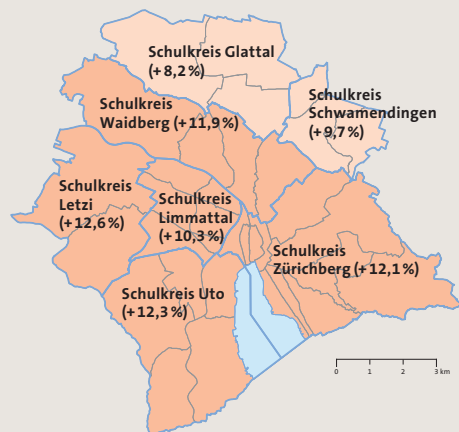 Schulkreis Glattal
(+8,2%)
Schulkreis
Schwamendingen
(+9,7%)
Schulkreis
Waidberg (+11,9%)
Schulkreis
Letzi
(+12,6%)
Schulkreis
Limmattal
(+10,3%)
Schulkreis
Zürichberg (+12,1%)
Schulkreis Uto
(+12,3%)
0 1 2 3 km